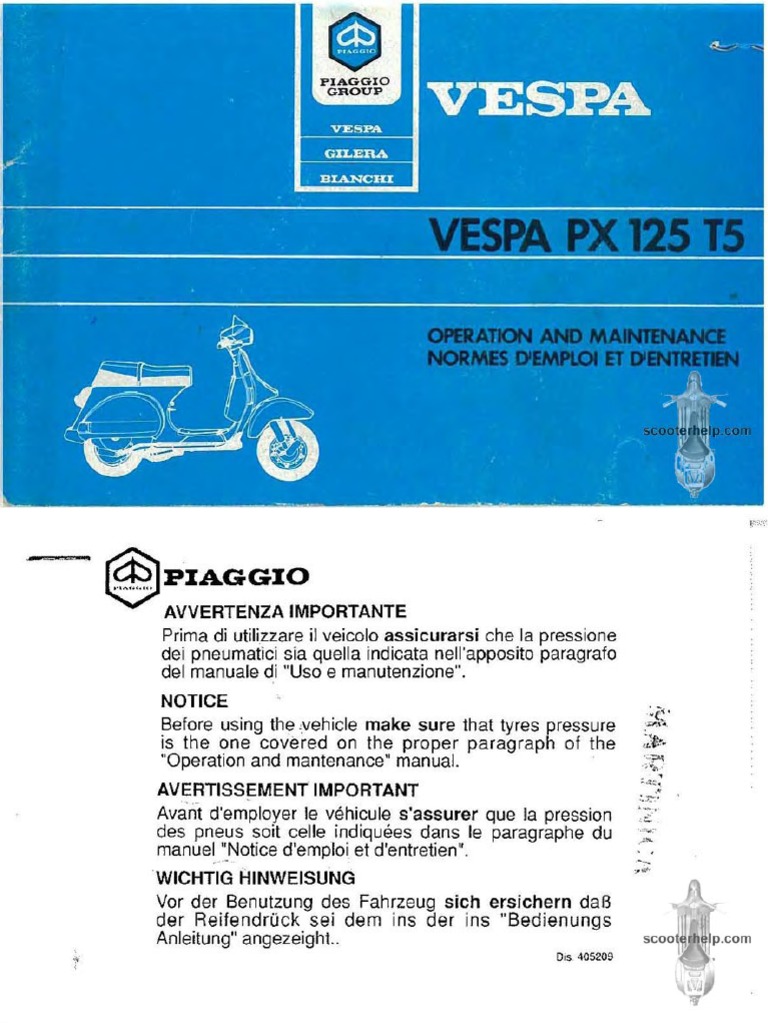 PIAGGIO
PIAGGIO
GROUP
VESPA
GILERA
BIANCHI
VESPA
VESPA PX 125 T5
OPERATION AND MAINTENANCE
NORMES D'EMPLOI ET D'ENTRETIEN
scooterhelp.com
PIAGGIO
PIAGGIO
AVVERTENZA IMPORTANTE
Prima di utilizzare il veicolo assicurarsi che la pressione
dei pneumatici sia quella indicata nell'apposito paragrafo
del manuale di "Uso e manutenzione".
NOTICE
Before using the vehicle make sure that tyres pressure
is the one covered on the proper paragraph of the
"Operation and mantenance" manual.
AVERTISSEMENT IMPORTANT
Avant d'employer le véhicule s'assurer que la pression
des pneus soit celle indiquées dans le paragraphe du
manuel "Notice d'emploi et d'entretien".
WICHTIG HINWEISUNG
Vor der Benutzung des Fahrzeug sich ersichern daß
der Reifendrück sei dem ins der ins "Bedienungs
Anleitung" angezeight..
Dis. 405209
MARTINICA
scooterhelp.com